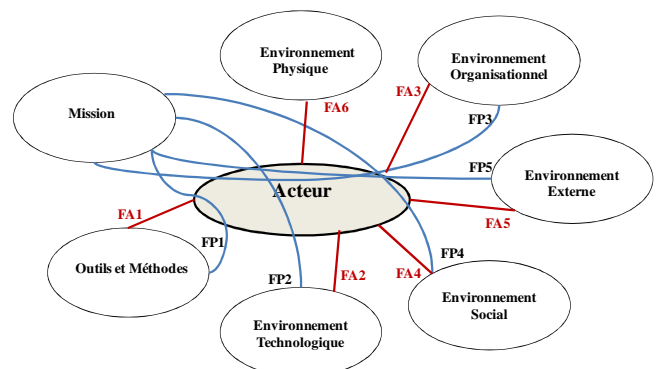 Environnement
Physique
Environnement
Organisationnel
Mission
FA6
FA3
FP3
FP5
Environnement
Externe
Acteur
FA1
FA5
FP1
Outils et Méthodes
FP2
FA2
FA4
FP4
Environnement
Technologique
Environnement
Social